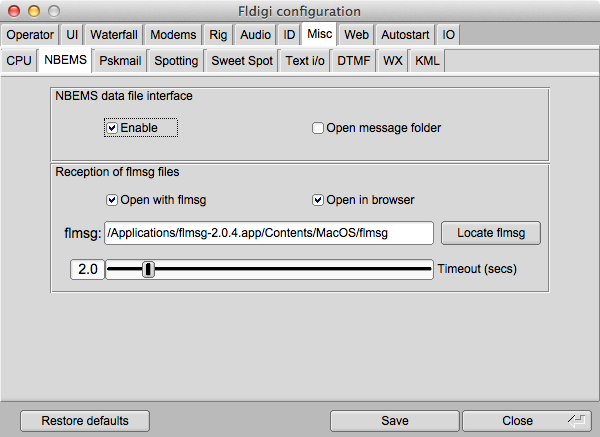 Fldigi configuration
Operator UI Waterfall Modems Rig Audio ID Misc Web Autostart IO
CPU NBEMS Pskmail Spotting Sweet Spot Text i/o DTMF WX KML
NBEMS data file interface
Enable Open message folder
Reception of flmsg files
Open with flmsg Open in browser
flmsg: /Applications/flmsg-2.0.4.app/Contents/MacOS/flmsg Locate flmsg
2.0 Timeout (secs)
Restore defaults Save Close